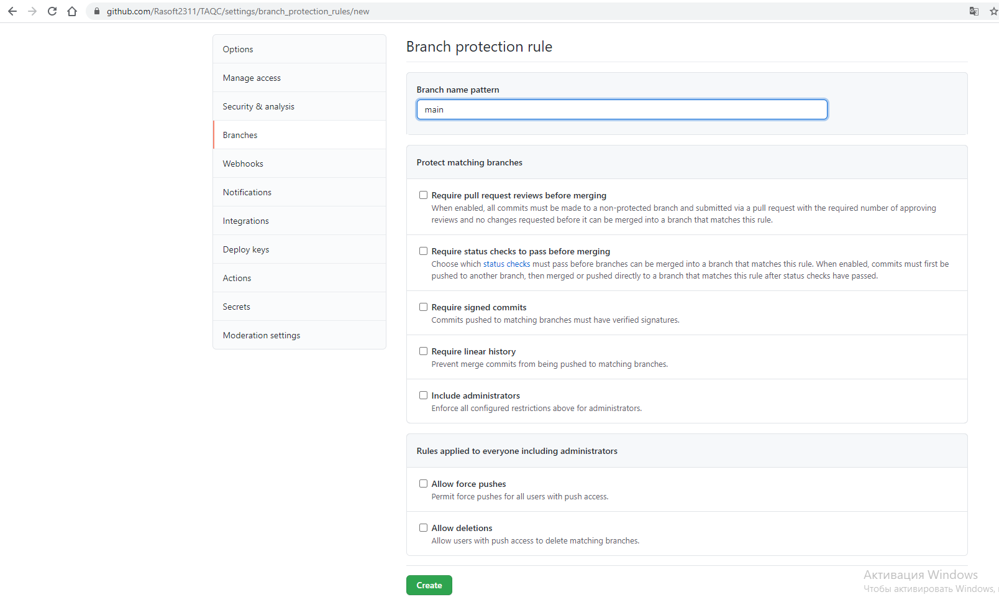 github.com/Rasoft2311/TAQC/settings/branch_protection_rules/new
Options
Manage access
Security & analysis
Branches
Webhooks
Notifications
Integrations
Deploy keys
Actions
Secrets
Moderation settings
Branch protection rule
Branch name pattern
main
Protect matching branches
Require pull request reviews before merging
When enabled, all commits must be made to a non-protected branch and submitted via a pull request with the required number of approving
reviews and no changes requested before it can be merged into a branch that matches this rule.
Require status checks to pass before merging
Choose which status checks must pass before branches can be merged into a branch that matches this rule. When enabled, commits must first be
pushed to another branch, then merged or pushed directly to a branch that matches this rule after status checks have passed.
Require signed commits
Commits pushed to matching branches must have verified signatures.
Require linear history
Prevent merge commits from being pushed to matching branches.
Include administrators
Enforce all configured restrictions above for administrators.
Rules applied to everyone including administrators
Allow force pushes
Permit force pushes for all users with push access.
Allow deletions
Allow users with push access to delete matching branches.
Create
Активация Windows
Чтобы активировать Windows,